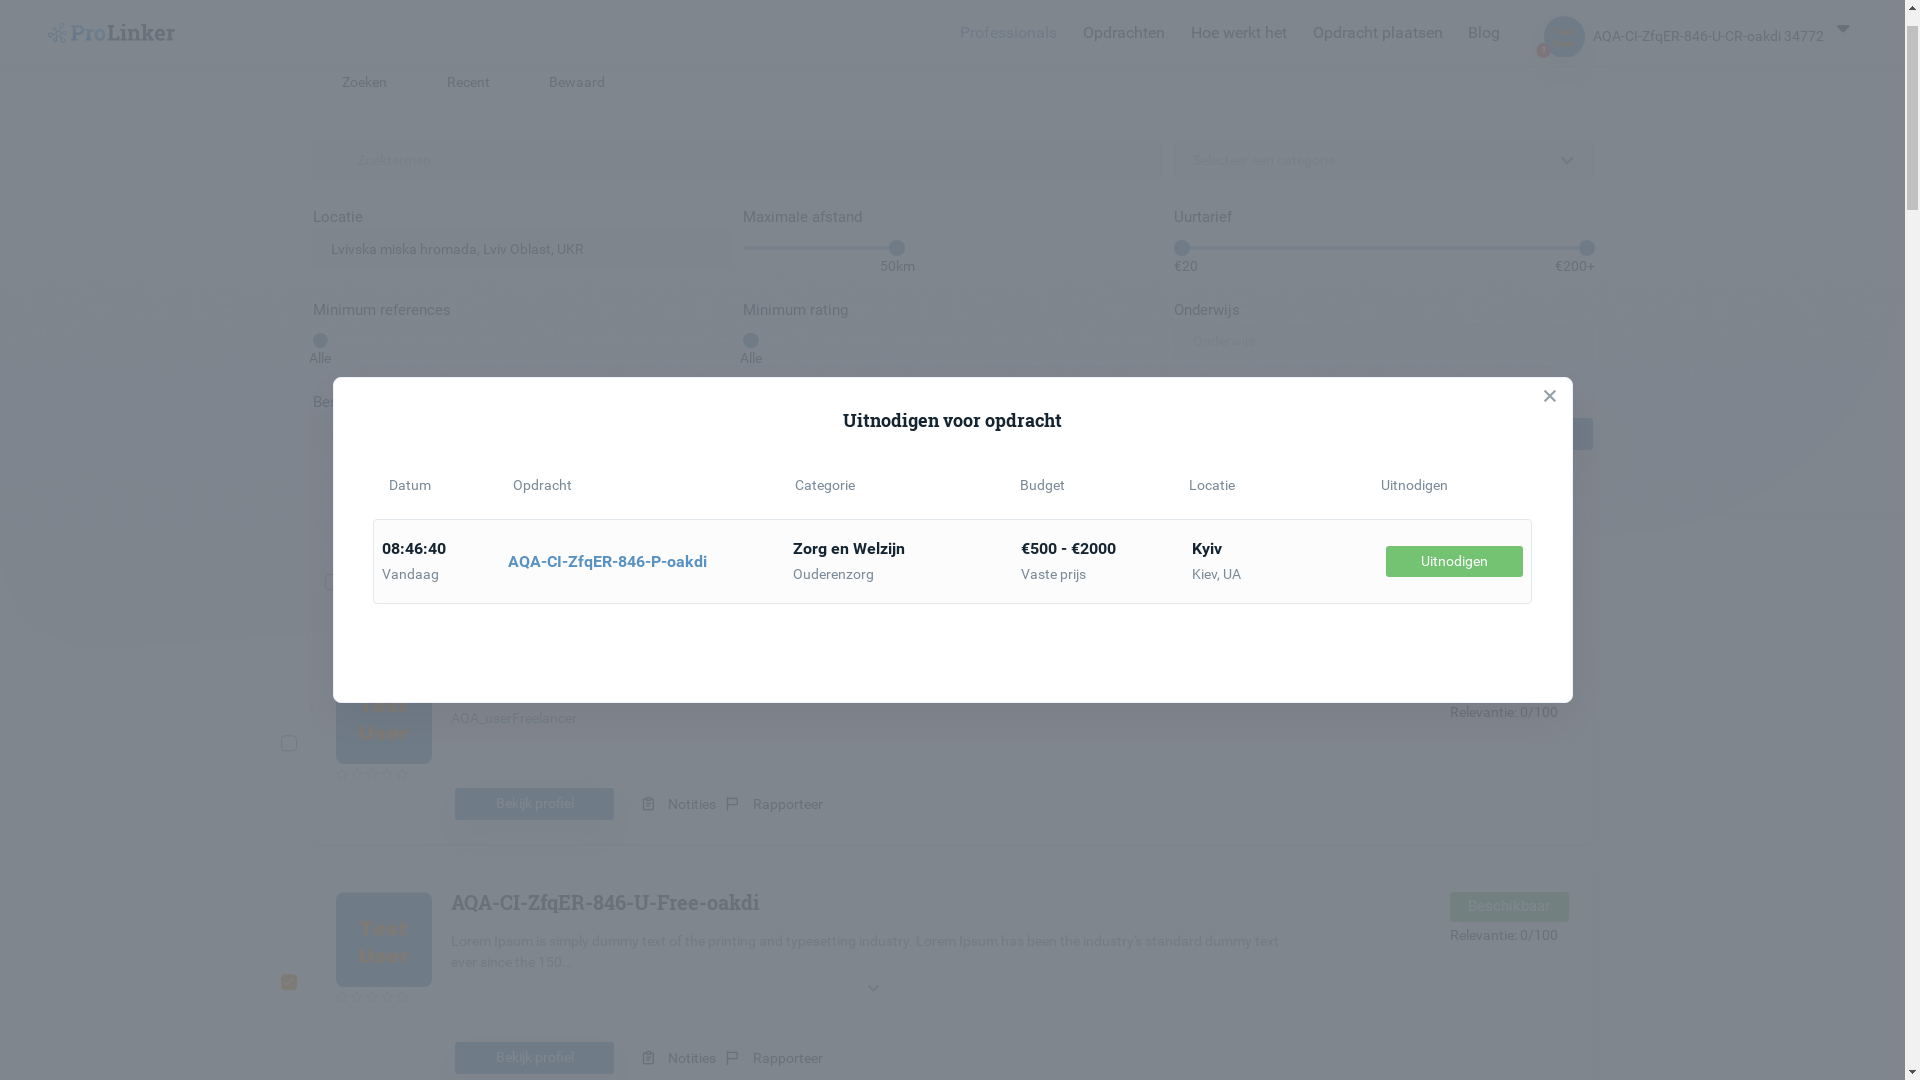 ProLinker
Professionals Opdrachten Hoe werkt het Opdracht plaatsen Blog AQA-CI-ZfqER-846-U-CR-oakdi 34772
Zoeken Recent Bewaard
Zoektermen Selecteer een categorie
Locatie Maximale afstand Uurtarief
Lvivska miska hromada, Lviv Oblast, UKR
50km €20 €200+
Minimum references Minimum rating Onderwijs
Onderwijs
Alle Alle
Uitnodigen voor opdracht
Datum Opdracht Categorie Budget Locatie Uitnodigen
08:46:40 AQA-CI-ZfqER-846-P-oakdi Zorg en Welzijn €500 - €2000 Kyiv Uitnodigen
Vandaag Ouderenzorg Vaste prijs Kiev, UA
AQA_userFreelancer Relevantie: 0/100
Bekijk profiel Notities Rapporteer
AQA-CI-ZfqER-846-U-Free-oakdi Beschikbaar
Relevantie: 0/100
Lorem Ipsum is simply dummy text of the printing and typesetting industry. Lorem Ipsum has been the industry's standard dummy text
ever since the 150...
Test
User
Bekijk profiel Notities Rapporteer